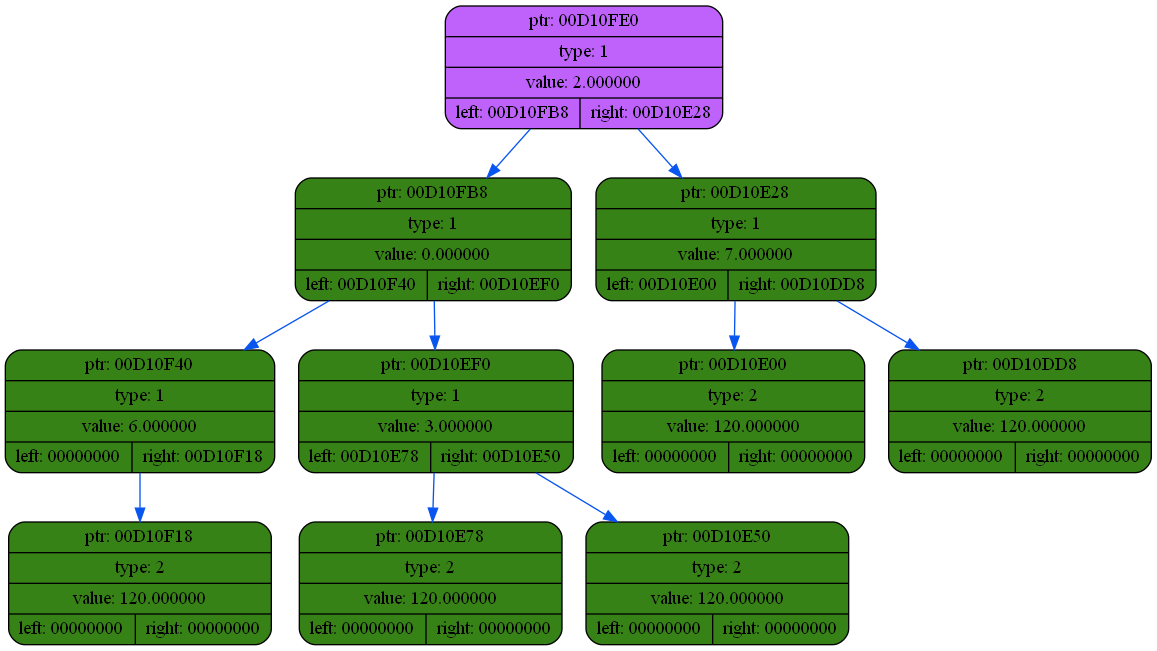 ptr: 00D10FE0
type: 1
value: 2.000000
left: 00D10FB8 right: 00D10E28
ptr: 00D10FB8
type: 1
value: 0.000000
left: 00D10F40 right: 00D10EF0
ptr: 00D10E28
type: 1
value: 7.000000
left: 00D10E00 right: 00D10DD8
ptr: 00D10F40
type: 1
value: 6.000000
left: 00000000 right: 00D10F18
ptr: 00D10EF0
type: 1
value: 3.000000
left: 00D10E78 right: 00D10E50
ptr: 00D10E00
type: 2
value: 120.000000
left: 00000000 right: 00000000
ptr: 00D10DD8
type: 2
value: 120.000000
left: 00000000 right: 00000000
ptr: 00D10F18
type: 2
value: 120.000000
left: 00000000 right: 00000000
ptr: 00D10E78
type: 2
value: 120.000000
left: 00000000 right: 00000000
ptr: 00D10E50
type: 2
value: 120.000000
left: 00000000 right: 00000000